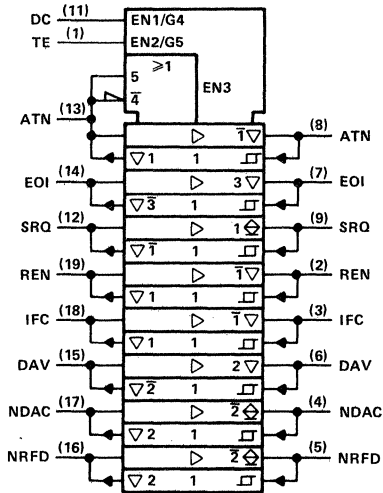 DC (11) EN1/G4
TE (1) EN2/G5
≥1
5 EN3
4̅
ATN (13) ▷ 1̅ ▽ (8) ATN
▽ 1 1
EOI (14) ▷ 3 ▽ (7) EOI
▽ 3̅ 1
SRQ (12) ▷ 1 (9) SRQ
▽ 1̅ 1
REN (19) ▷ 1̅ ▽ (2) REN
▽ 1 1
IFC (18) ▷ 1̅ ▽ (3) IFC
▽ 1 1
DAV (15) ▷ 2 ▽ (6) DAV
▽ 2̅ 1
NDAC (17) ▷ 2̅ (4) NDAC
▽ 2 1
NRFD (16) ▷ 2̅ (5) NRFD
▽ 2 1